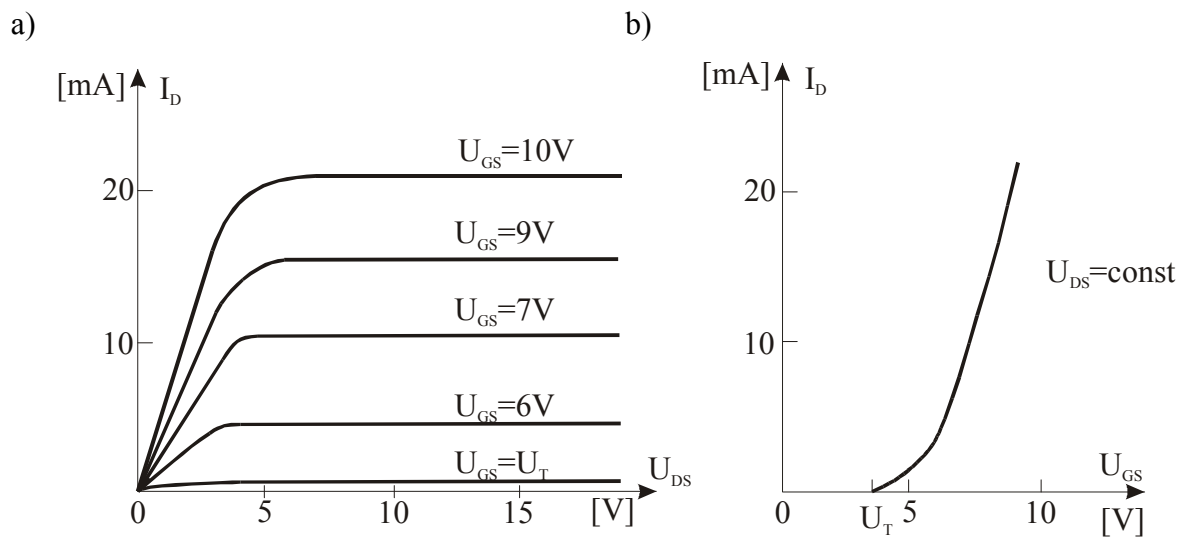 a)
[mA] I_D
U_GS=10V
20
U_GS=9V
U_GS=7V
10
U_GS=6V
U_GS=U_T
U_DS
0 5 10 15 [V]
b)
[mA] I_D
20
U_DS=const
10
U_GS
0 U_T 5 10 [V]